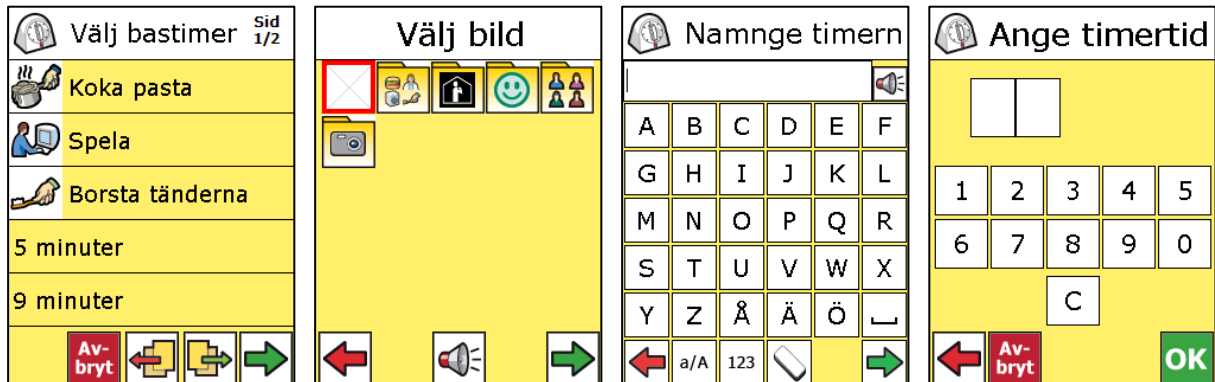 Välj bastimer
Sid
1/2
Koka pasta
Spela
Borsta tänderna
5 minuter
9 minuter
Av-
bryt
Välj bild
Namnge timern
A B C D E F
G H I J K L
M N O P Q R
S T U V W X
Y Z Å Ä Ö
a/A 123
Ange timertid
1 2 3 4 5
6 7 8 9 0
C
Av-
bryt
OK